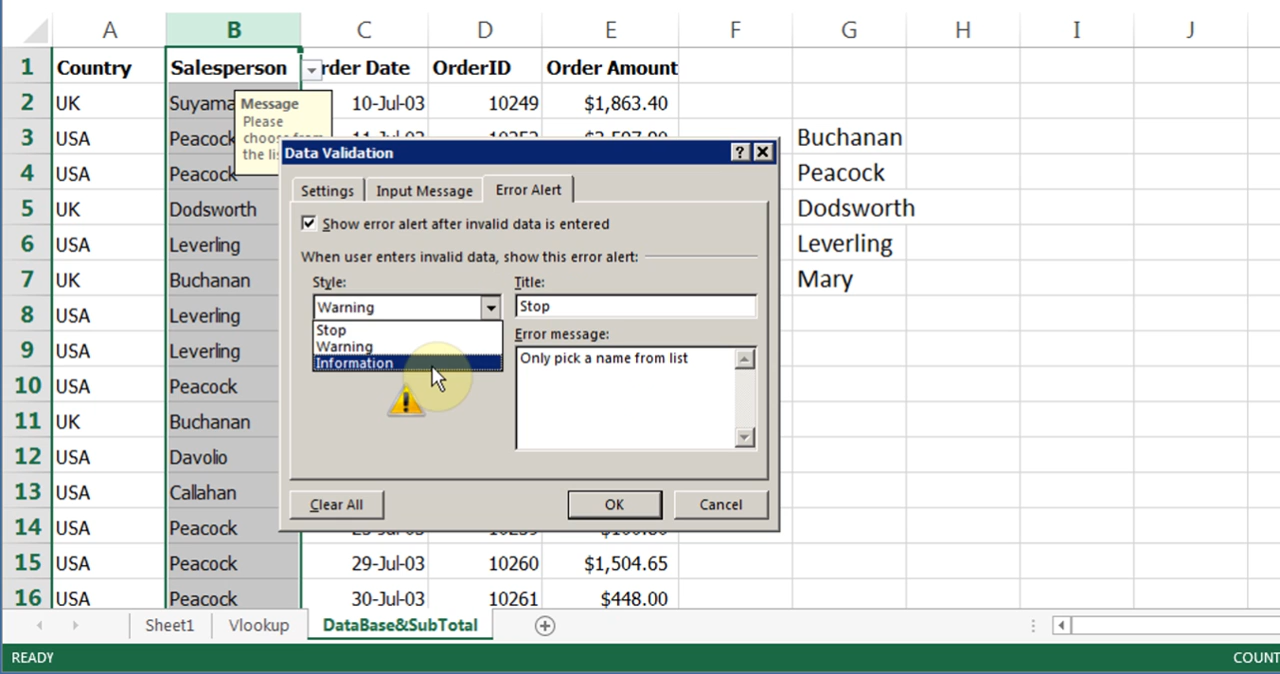 A B C D E F G H I J
1 Country Salesperson rder Date OrderID Order Amount
2 UK Suyama 10-Jul-03 10249 $1,863.40
3 USA Peacock Buchanan
4 USA Peacock Peacock
5 UK Dodsworth Dodsworth
6 USA Leverling Leverling
7 UK Buchanan Mary
8 USA Leverling
9 USA Leverling
10 USA Peacock
11 UK Buchanan
12 USA Davolio
13 USA Callahan
14 USA Peacock
15 USA Peacock 29-Jul-03 10260 $1,504.65
16 USA Peacock 30-Jul-03 10261 $448.00
Message
Please
choose from
the lis
Data Validation ?
Settings Input Message Error Alert
Show error alert after invalid data is entered
When user enters invalid data, show this error alert:
Style: Title:
Warning Stop
Stop
Warning
Information
Error message:
Only pick a name from list
Clear All OK Cancel
Sheet1 Vlookup DataBase&SubTotal
READY COUNT